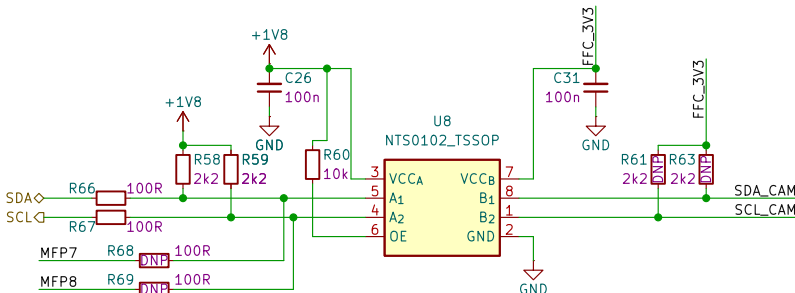 +1V8
FFC_3V3
C26
100n
C31
100n
FFC_3V3
+1V8
GND
GND
U8
NTS0102_TSSOP
R58
2k2
R59
2k2
R60
10k
3
VCCA
VCCB
7
R61
DNP
2k2
R63
DNP
2k2
SDA
R66
100R
5
A1
B1
8
SDA_CAM
SCL
R67
100R
4
A2
B2
1
SCL_CAM
6
OE
GND
2
MFP7
R68
DNP
100R
MFP8
R69
DNP
100R
GND